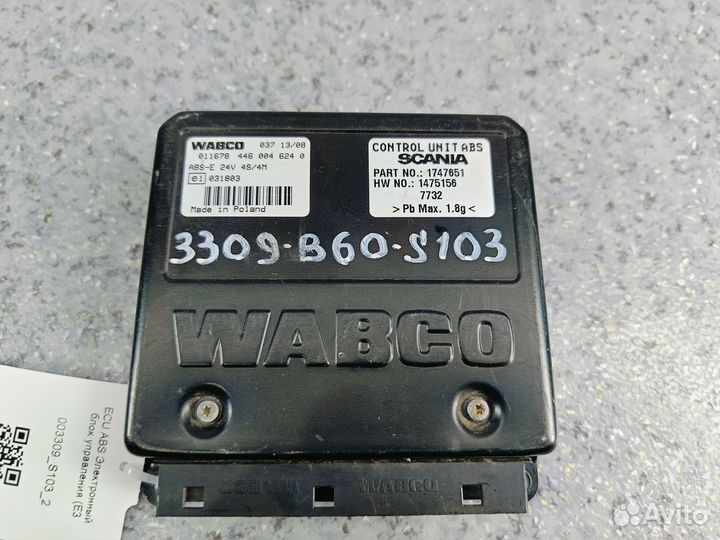 WABCO 037 13/08
011678 446 004 624 0
ABS-E 24V 4S/4M
e1 031803
Made in Poland
CONTROL UNIT ABS
SCANIA
PART NO.: 1747651
HW NO.: 1475156
7732
> Pb Max. 1.8g <
3309-B60-S103
WABCO
WABCO
ECU ABS Электронный
блок управления (E3
003309_S103_2
Avito